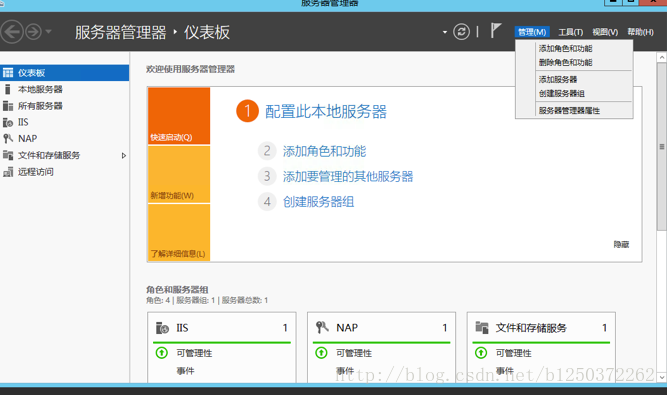 服务器管理器
服务器管理器 · 仪表板
管理(M) 工具(T) 视图(V) 帮助(H)
添加角色和功能
删除角色和功能
添加服务器
创建服务器组
服务器管理器属性
仪表板
本地服务器
所有服务器
IIS
NAP
文件和存储服务
远程访问
欢迎使用服务器管理器
快速启动(Q)
新增功能(W)
了解详细信息(L)
1 配置此本地服务器
2 添加角色和功能
3 添加要管理的其他服务器
4 创建服务器组
隐藏
角色和服务器组
角色: 4 | 服务器组: 1 | 服务器总数: 1
IIS 1
可管理性
事件
NAP 1
可管理性
事件
文件和存储服务 1
可管理性
事件
http://blog.csdn.net/b1250372262